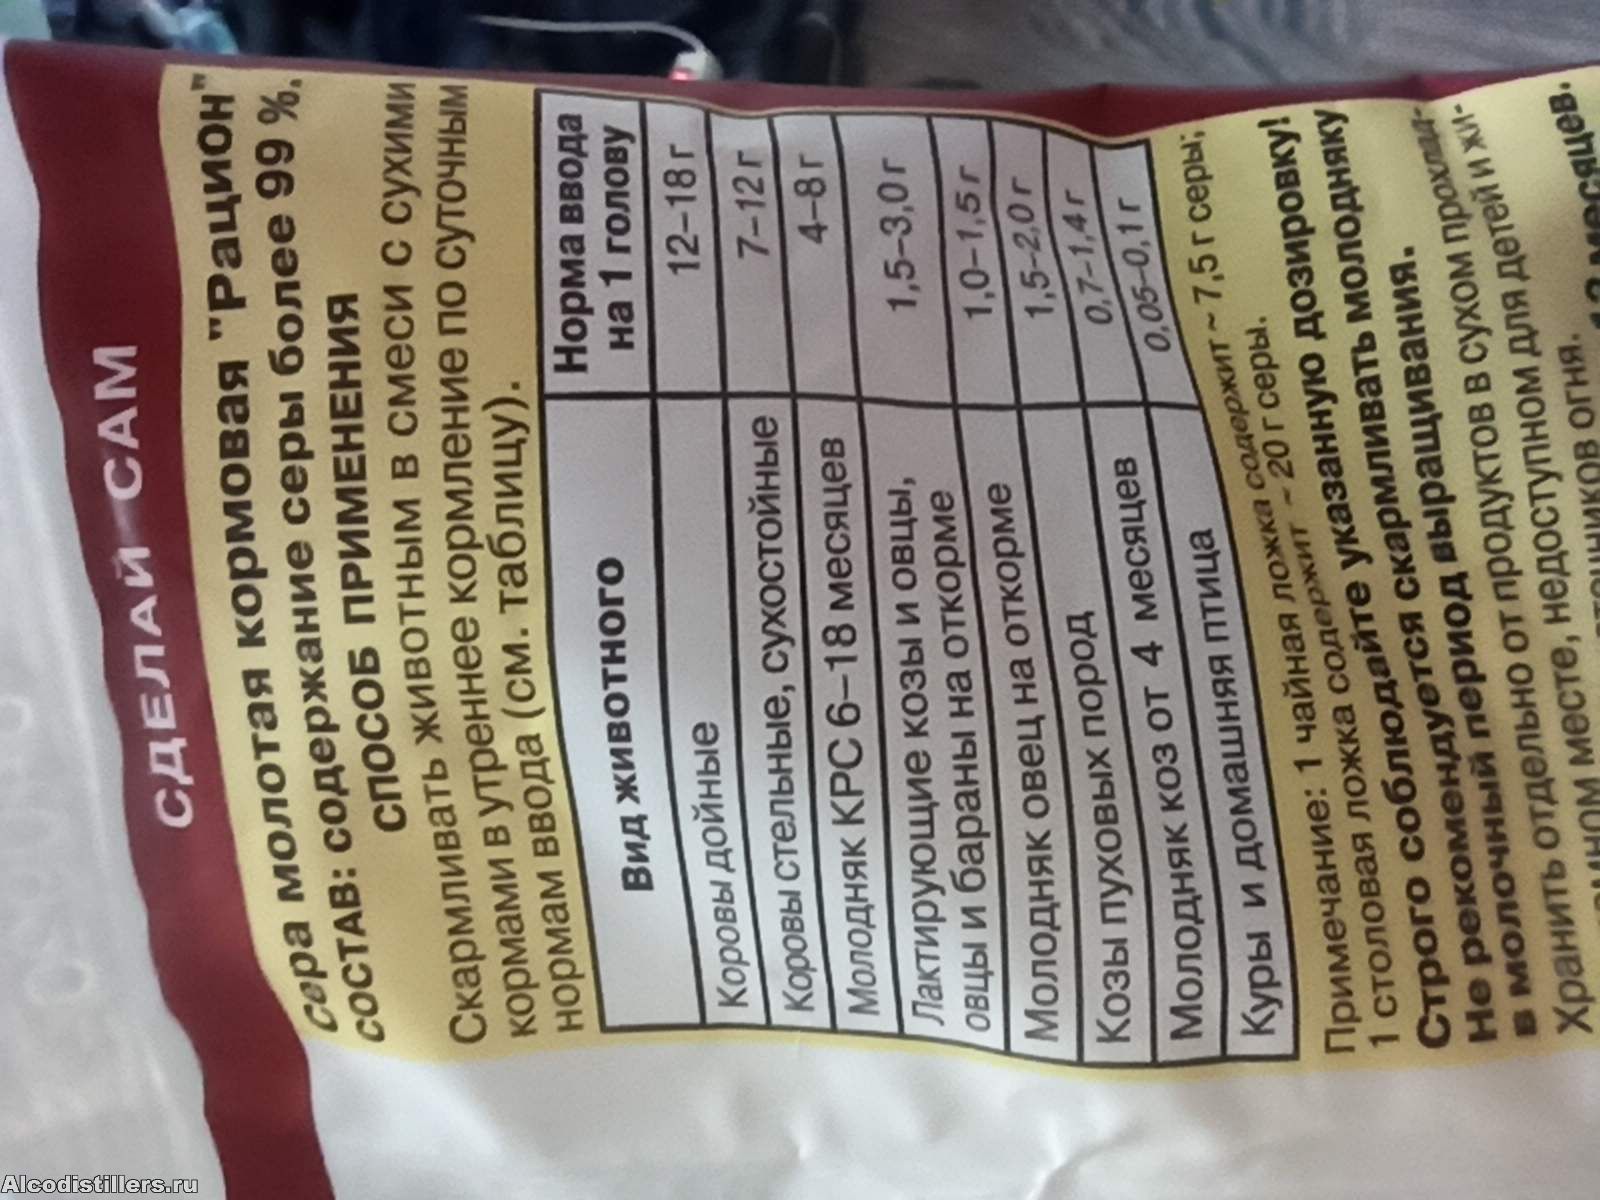 СДЕЛАЙ САМ
Сера молотая кормовая "Рацион"
СОСТАВ: содержание серы более 99 %.
СПОСОБ ПРИМЕНЕНИЯ
Скармливать животным в смеси с сухими
кормами в утреннее кормление по суточным
нормам ввода (см. таблицу).
Вид животного
Норма ввода
на 1 голову
Коровы дойные 12–18 г
Коровы стельные, сухостойные 7–12 г
Молодняк КРС 6–18 месяцев 4–8 г
Лактирующие козы и овцы,
овцы и бараны на откорме 1,5–3,0 г
Молодняк овец на откорме 1,0–1,5 г
Козы пуховых пород 1,5–2,0 г
Молодняк коз от 4 месяцев 0,7–1,4 г
Куры и домашняя птица 0,05–0,1 г
Примечание: 1 чайная ложка содержит ~ 7,5 г серы;
1 столовая ложка содержит ~ 20 г серы.
Строго соблюдайте указанную дозировку!
Не рекомендуется скармливать молодняку
в молочный период выращивания.
Хранить отдельно от продуктов в сухом прохлад-
месте, недоступном для детей и жи-
огня.
месяцев.
Alcodistillers.ru